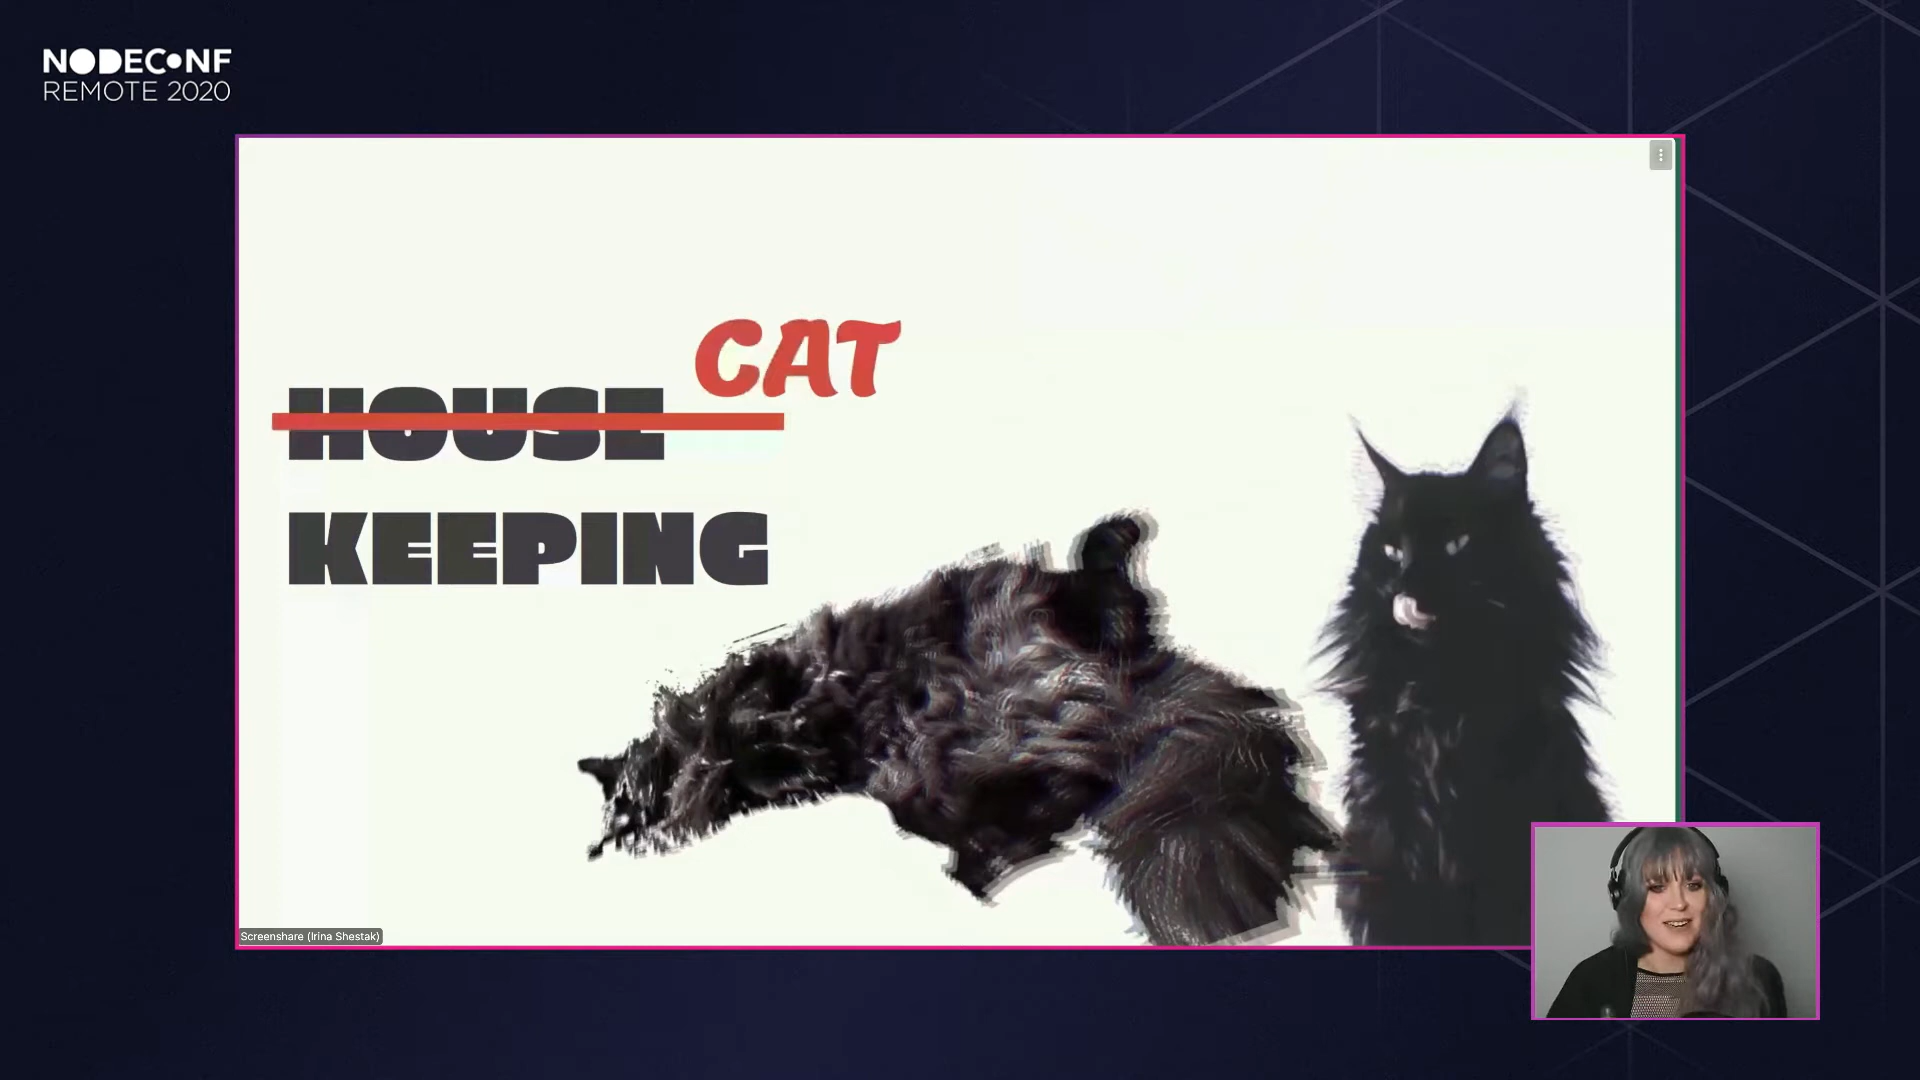 NODECONF
REMOTE 2020
CAT
HOUSE
KEEPING
Screenshare (Irina Shestak)